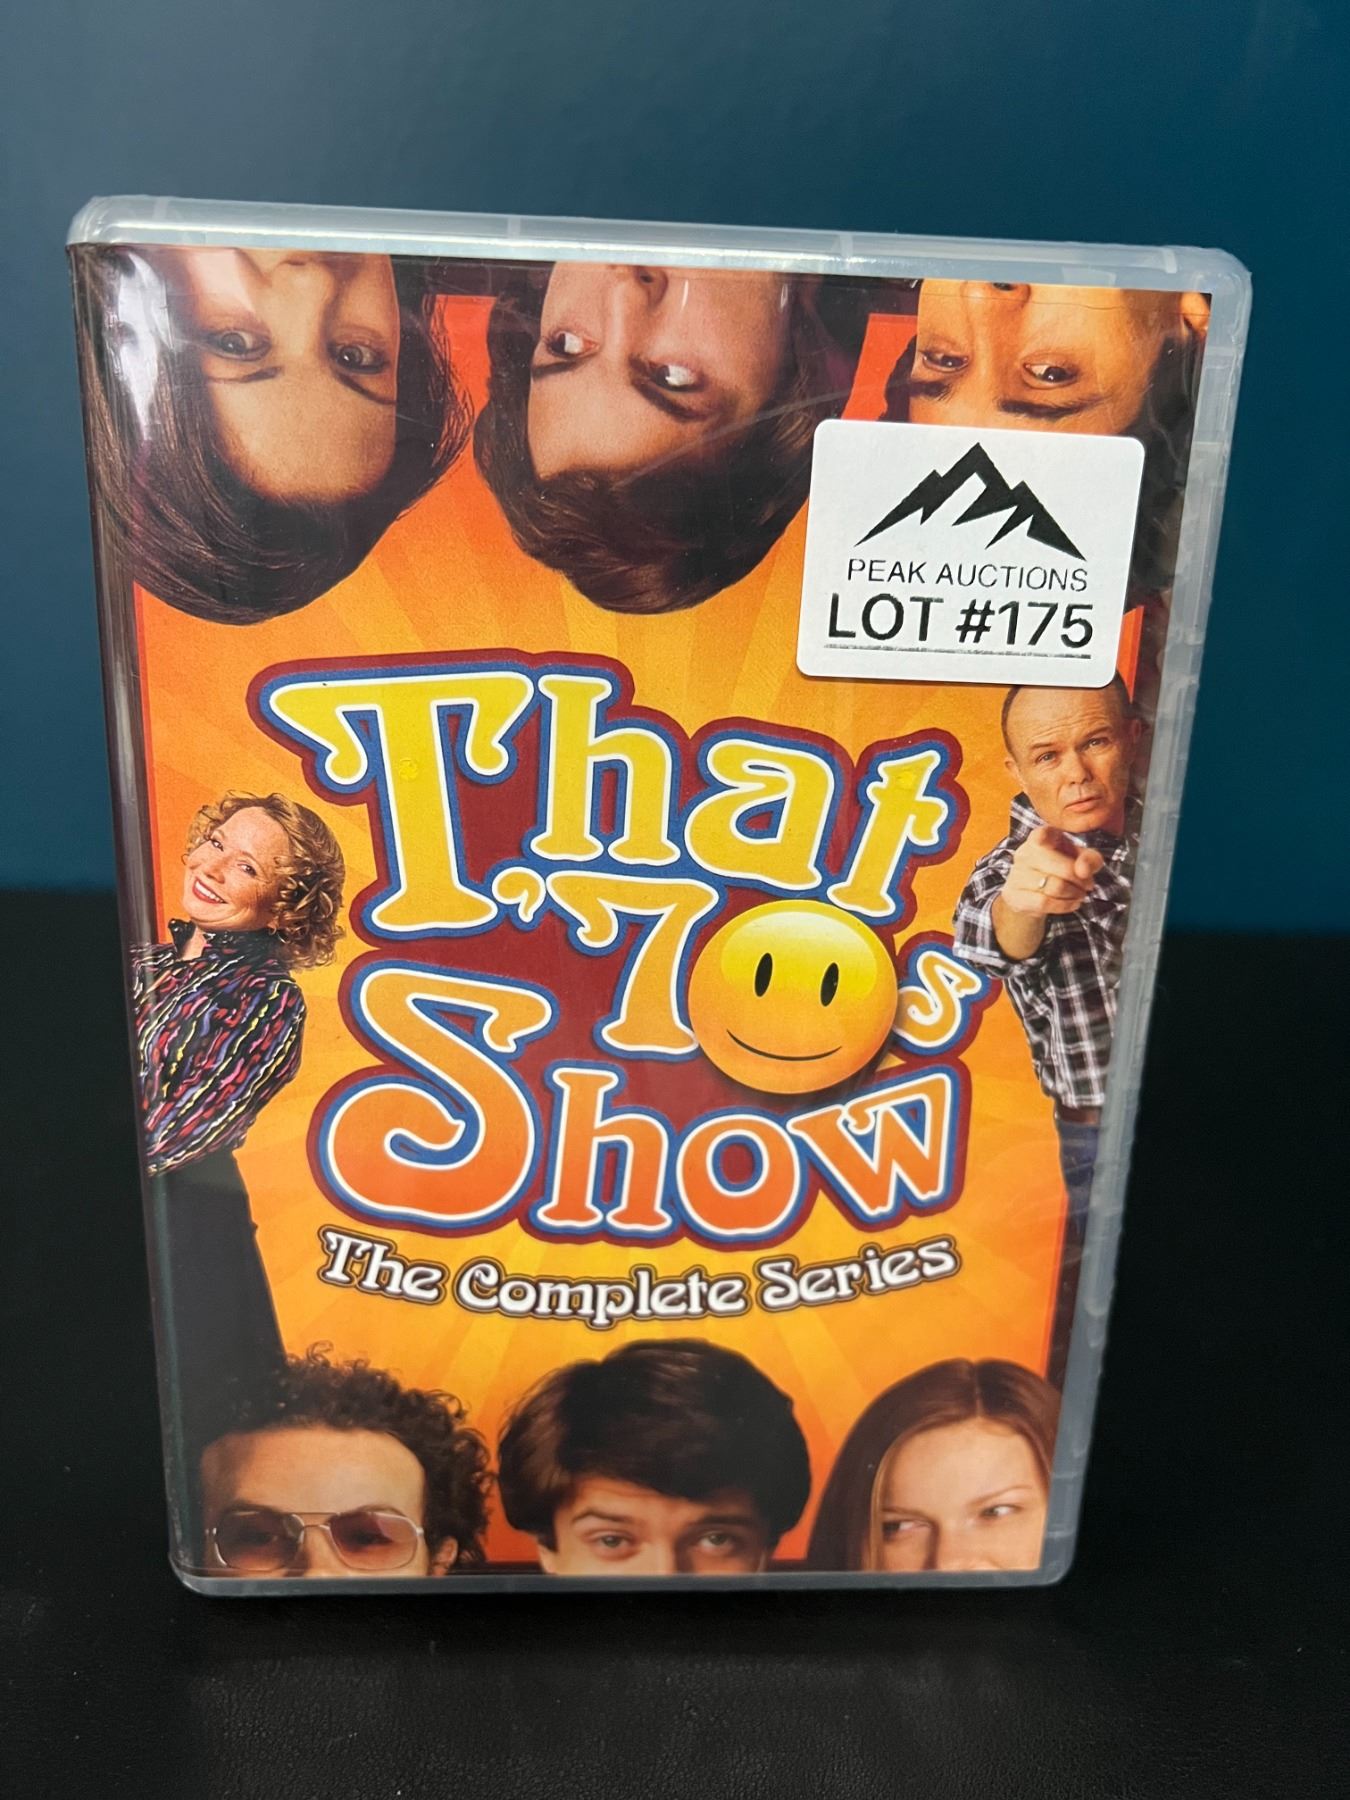 PEAK AUCTIONS
LOT #175
That
'70s
Show
The Complete Series